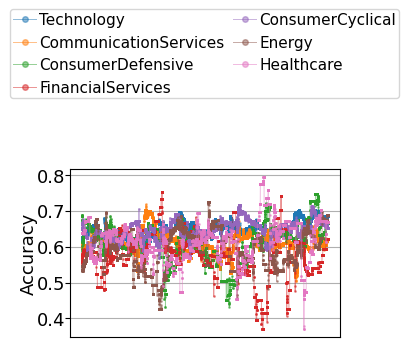 Technology
CommunicationServices
ConsumerDefensive
FinancialServices
ConsumerCyclical
Energy
Healthcare
0.8
0.7
0.6
0.5
0.4
Accuracy